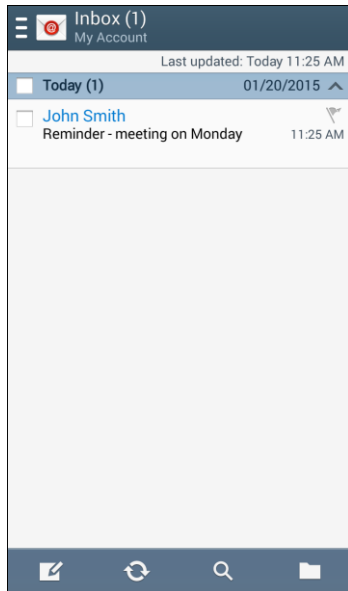 Inbox (1)
My Account
Last updated: Today 11:25 AM
Today (1) 01/20/2015
John Smith
Reminder - meeting on Monday 11:25 AM